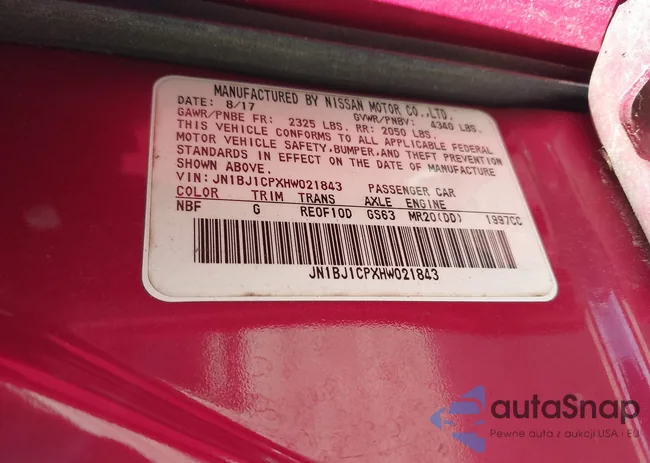 MANUFACTURED BY NISSAN MOTOR CO.,LTD.
DATE: 8/17 GVWR/PNBV: 4340 LBS.
GAWR/PNBE FR: 2325 LBS. RR: 2050 LBS.
THIS VEHICLE CONFORMS TO ALL APPLICABLE FEDERAL
MOTOR VEHICLE SAFETY,BUMPER,AND THEFT PREVENTION
STANDARDS IN EFFECT ON THE DATE OF MANUFACTURE
SHOWN ABOVE.
VIN: JN1BJ1CPXHW021843 PASSENGER CAR
COLOR TRIM TRANS AXLE ENGINE
NBF G RE0F10D GS63 MR20(DD) 1997CC
JN1BJ1CPXHW021843
autaSnap
Pewne auta z aukcji USA i EU